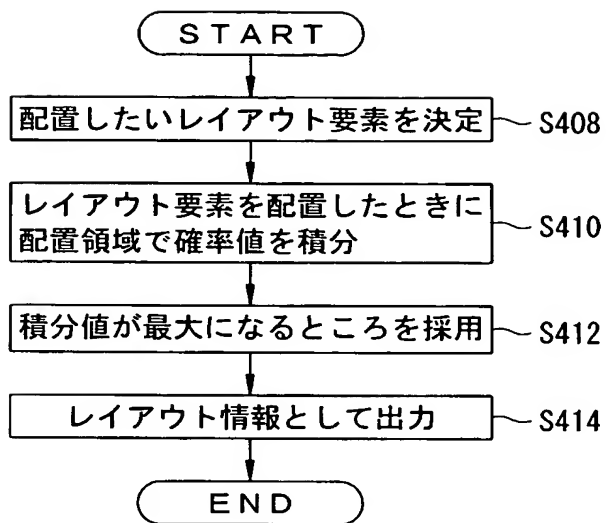 START
配置したいレイアウト要素を決定 S408
レイアウト要素を配置したときに
配置領域で確率値を積分 S410
積分値が最大になるところを採用 S412
レイアウト情報として出力 S414
END